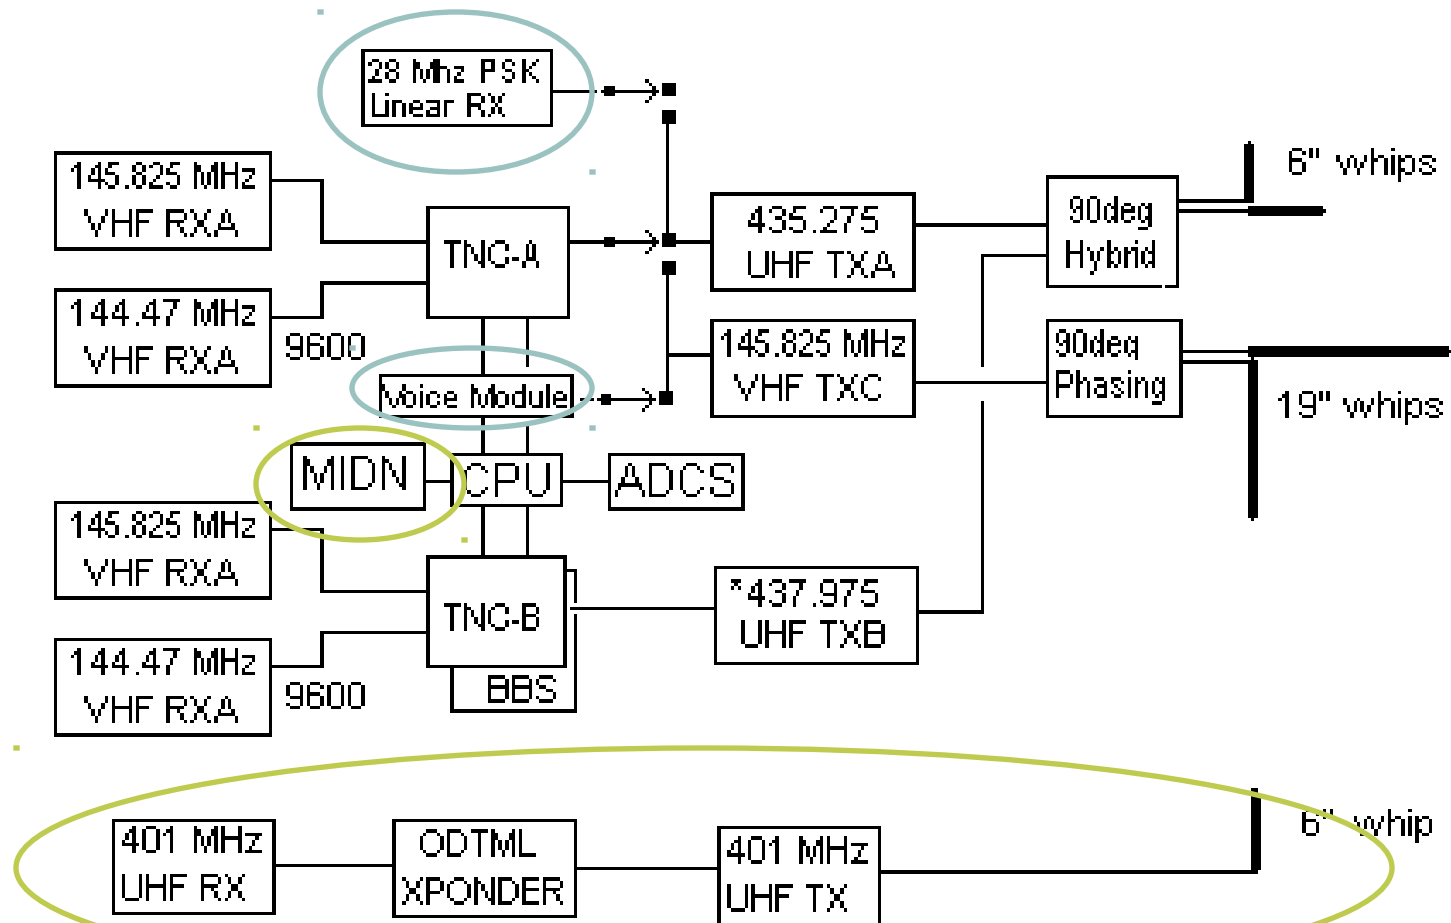 28 Mhz PSK
Linear RX
145.825 MHz
VHF RXA
6" whips
TNC-A
435.275
UHF TXA
90deg
Hybrid
144.47 MHz
VHF RXA
9600
145.825 MHz
VHF TXC
90deg
Phasing
19" whips
Voice Module
MIDN
CPU
ADCS
145.825 MHz
VHF RXA
TNC-B
BBS
*437.975
UHF TXB
144.47 MHz
VHF RXA
9600
401 MHz
UHF RX
ODTML
XPONDER
401 MHz
UHF TX
6" whip